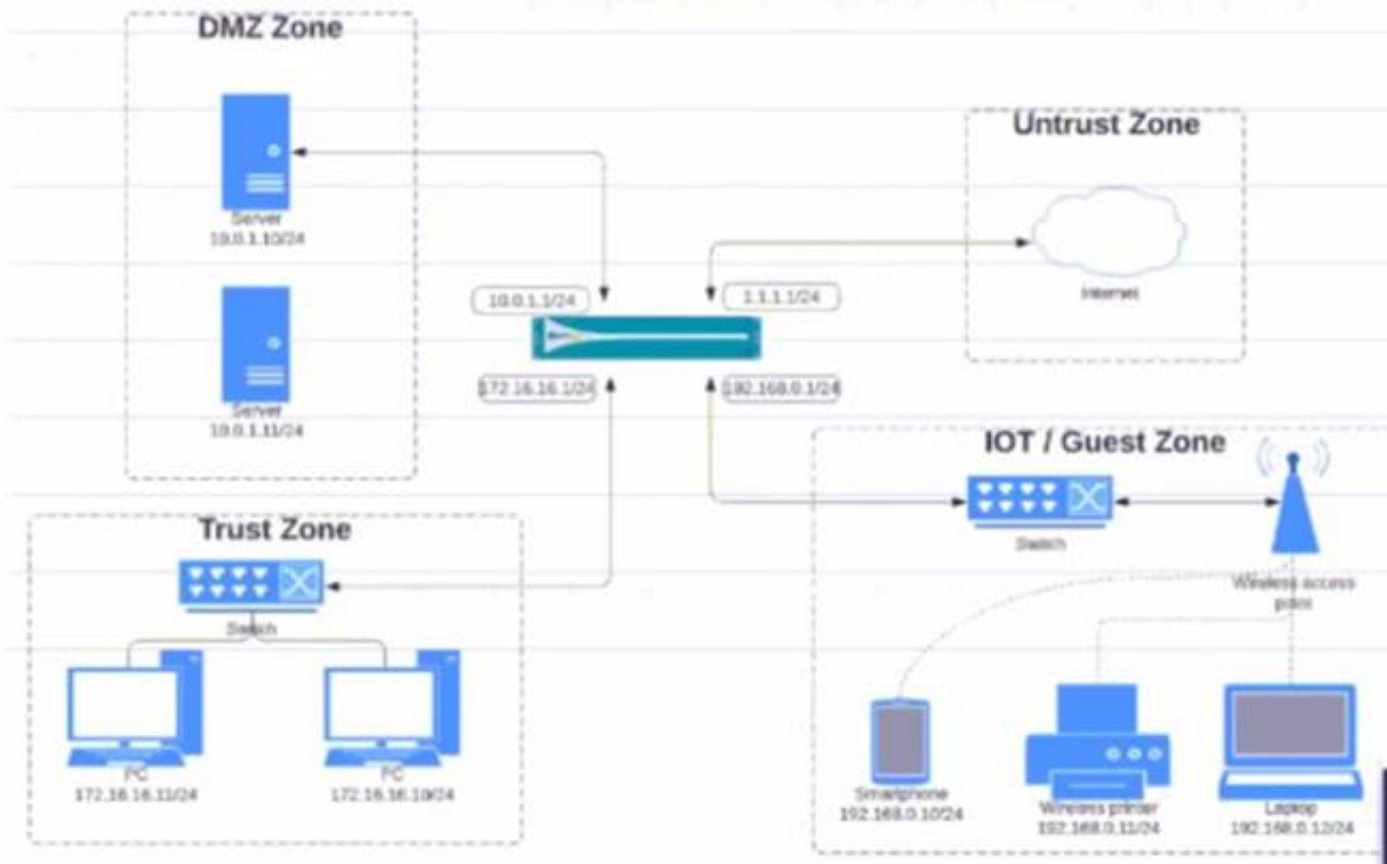 DMZ Zone
Server
10.0.1.10/24
Server
10.0.1.11/24
Untrust Zone
Internet
10.0.1.1/24
1.1.1.1/24
172.16.16.1/24
192.168.0.1/24
Trust Zone
Switch
PC
172.16.16.11/24
PC
172.16.16.10/24
IOT / Guest Zone
Switch
Wireless access
point
Smartphone
192.168.0.10/24
Wireless printer
192.168.0.11/24
Laptop
192.168.0.12/24